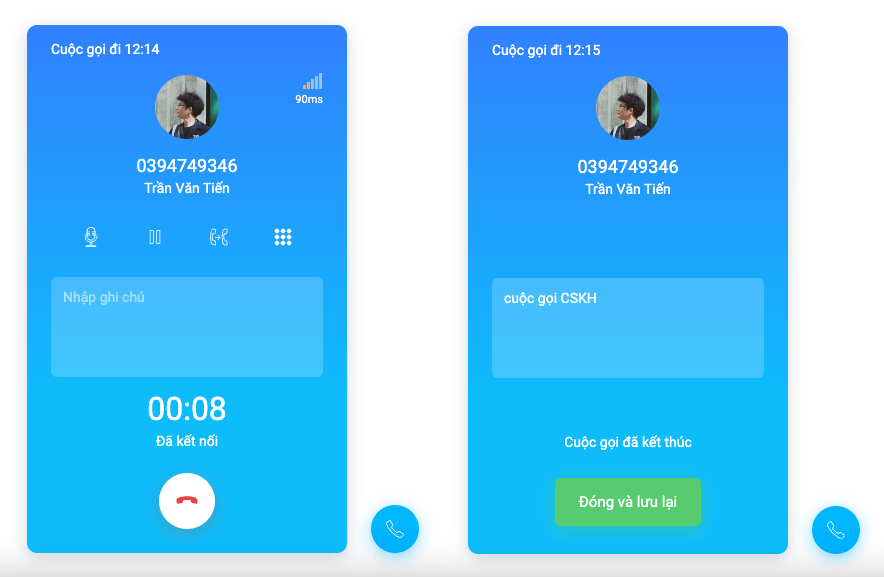 Cuộc gọi đi 12:14
90ms
0394749346
Trần Văn Tiến
Nhập ghi chú
00:08
Đã kết nối
Cuộc gọi đi 12:15
0394749346
Trần Văn Tiến
cuộc gọi CSKH
Cuộc gọi đã kết thúc
Đóng và lưu lại